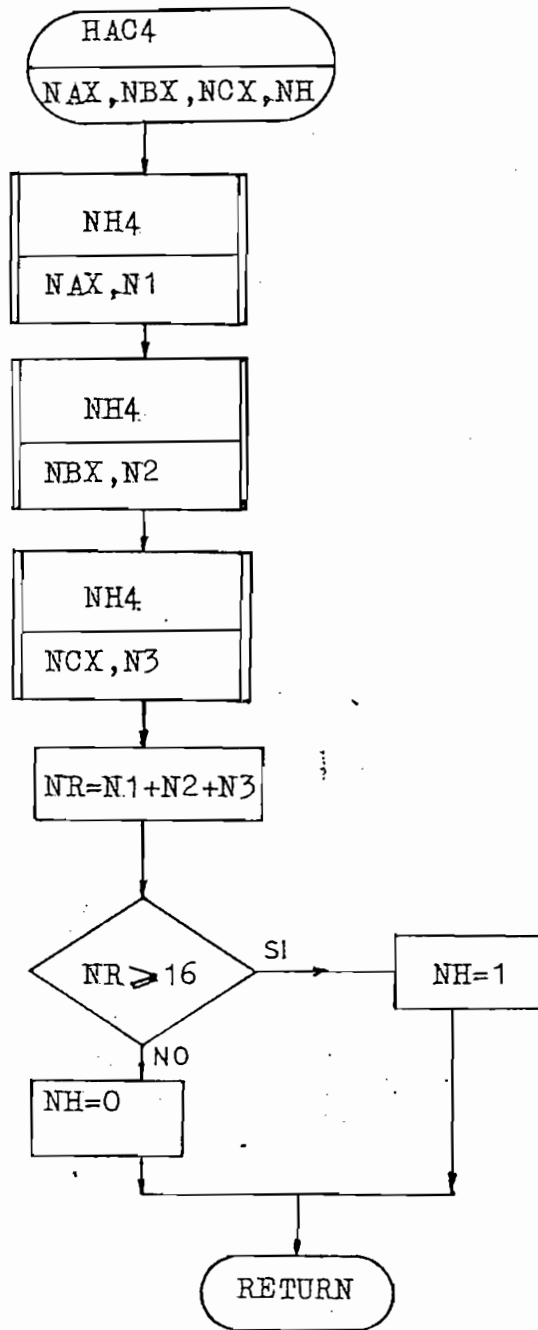 HAC4
NAX,NBX,NCX,NH
NH4
NAX,N1
NH4
NBX,N2
NH4
NCX,N3
NR=N1+N2+N3
NR⩾16
SI
NH=1
NO
NH=0
RETURN